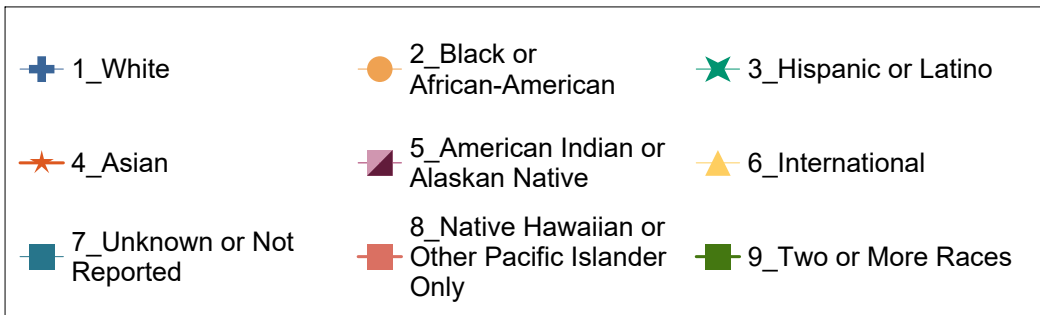 1_White
2_Black or
African-American
3_Hispanic or Latino
4_Asian
5_American Indian or
Alaskan Native
6_International
7_Unknown or Not
Reported
8_Native Hawaiian or
Other Pacific Islander
Only
9_Two or More Races